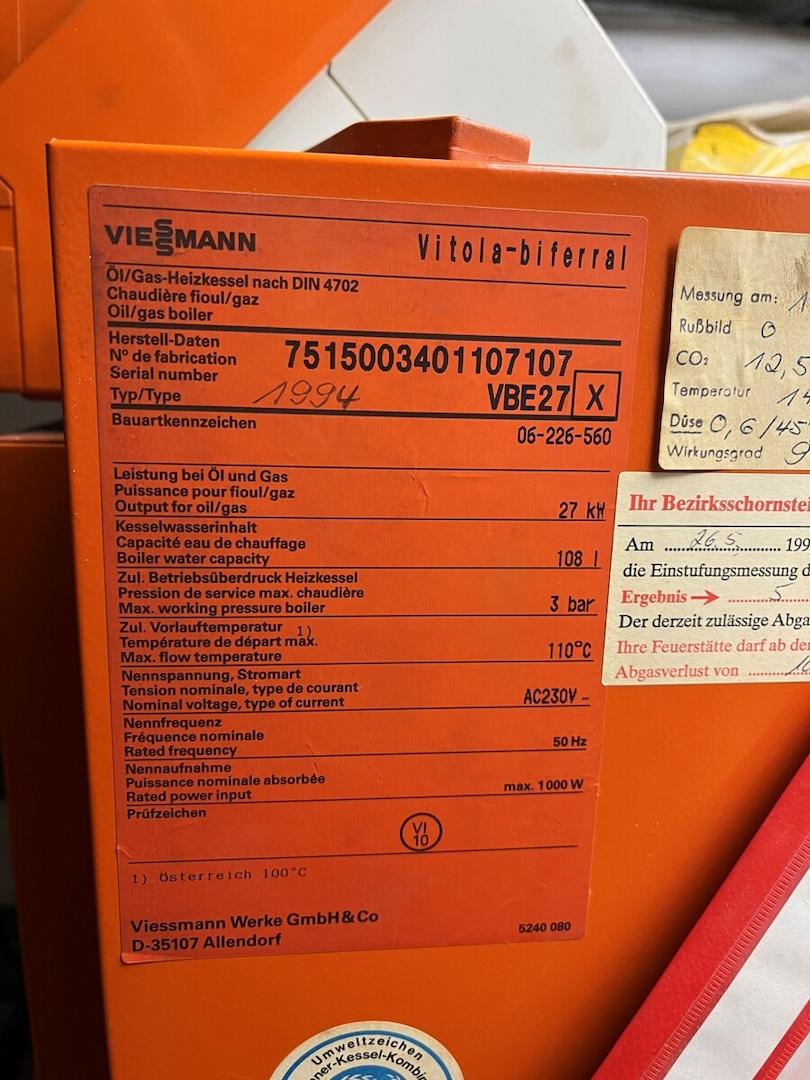 VIESSMANN
Vitola-biferral
Öl/Gas-Heizkessel nach DIN 4702
Chaudière fioul/gaz
Oil/gas boiler
Herstell-Daten
N° de fabrication
Serial number
7515003401107107
Typ/Type
1994
VBE27 X
Bauartkennzeichen
06-226-560
Leistung bei Öl und Gas
Puissance pour fioul/gaz
Output for oil/gas
27 kW
Kesselwasserinhalt
Capacité eau de chauffage
Boiler water capacity
108 l
Zul. Betriebsüberdruck Heizkessel
Pression de service max. chaudière
Max. working pressure boiler
3 bar
Zul. Vorlauftemperatur 1)
Température de départ max.
Max. flow temperature
110°C
Nennspannung, Stromart
Tension nominale, type de courant
Nominal voltage, type of current
AC230V ~
Nennfrequenz
Fréquence nominale
Rated frequency
50 Hz
Nennaufnahme
Puissance nominale absorbée
Rated power input
max. 1000 W
Prüfzeichen
VI
10
1) Österreich 100°C
Viessmann Werke GmbH&Co
D-35107 Allendorf
5240 080
Messung am:
Rußbild 0
CO2 12,5
Temperatur
Düse 0,6/45°
Wirkungsgrad
Ihr Bezirksschornstei
Am 26.5. 199
die Einstufungsmessung d
Ergebnis → 5
Der derzeit zulässige Abga
Ihre Feuerstätte darf ab de
Abgasverlust von
Umweltzeichen
ner-Kessel-Kombi